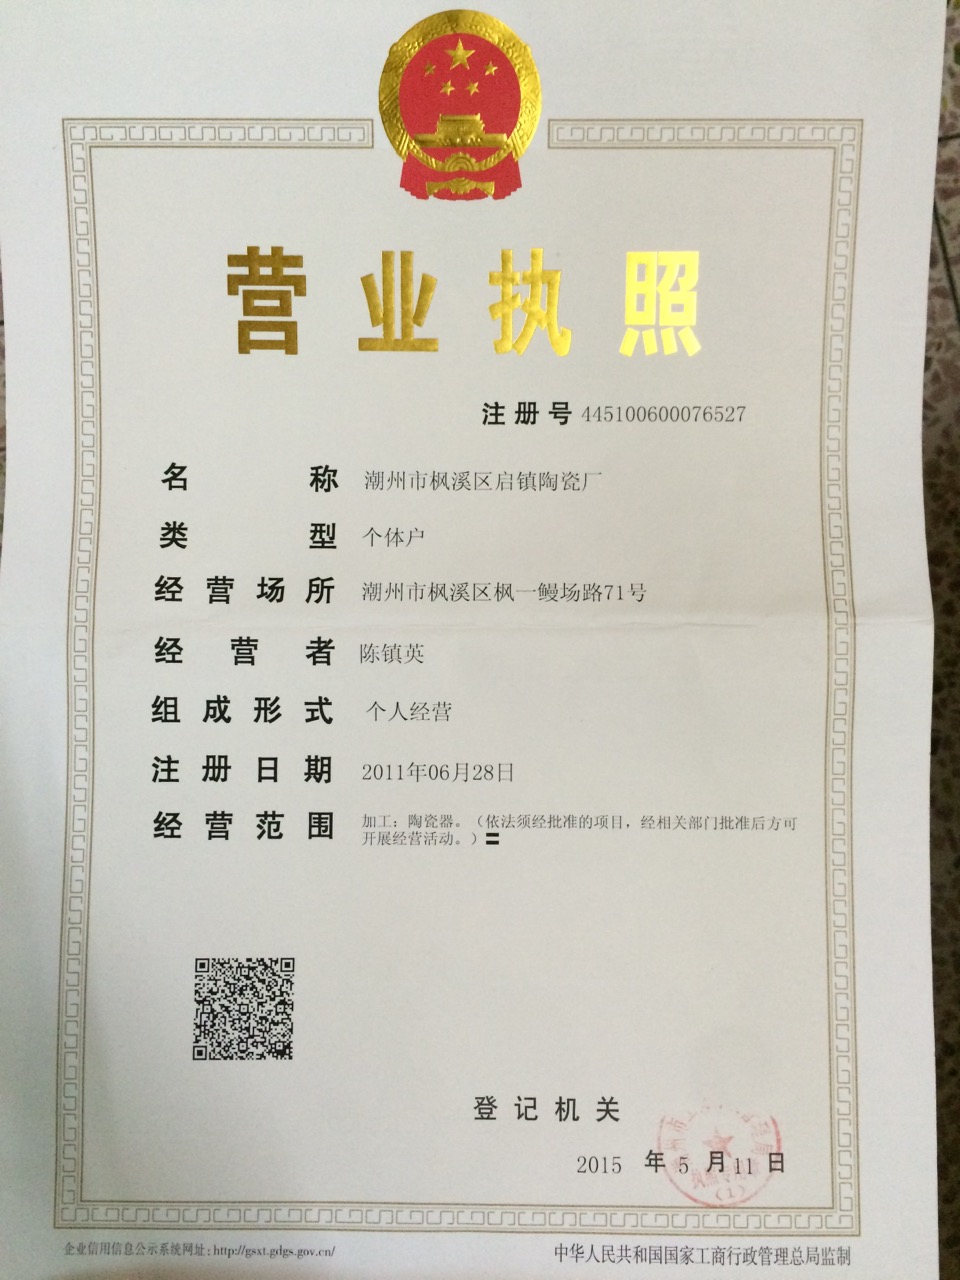 营业执照
注册号 445100600076527
名称 潮州市枫溪区启镇陶瓷厂
类型 个体户
经营场所 潮州市枫溪区枫一鳗场路71号
经营者 陈镇英
组成形式 个人经营
注册日期 2011年06月28日
经营范围 加工：陶瓷器。（依法须经批准的项目，经相关部门批准后方可
开展经营活动。）〓
登记机关
2015 年 5 月 11 日
企业信用信息公示系统网址：http://gsxt.gdgs.gov.cn/
中华人民共和国国家工商行政管理总局监制